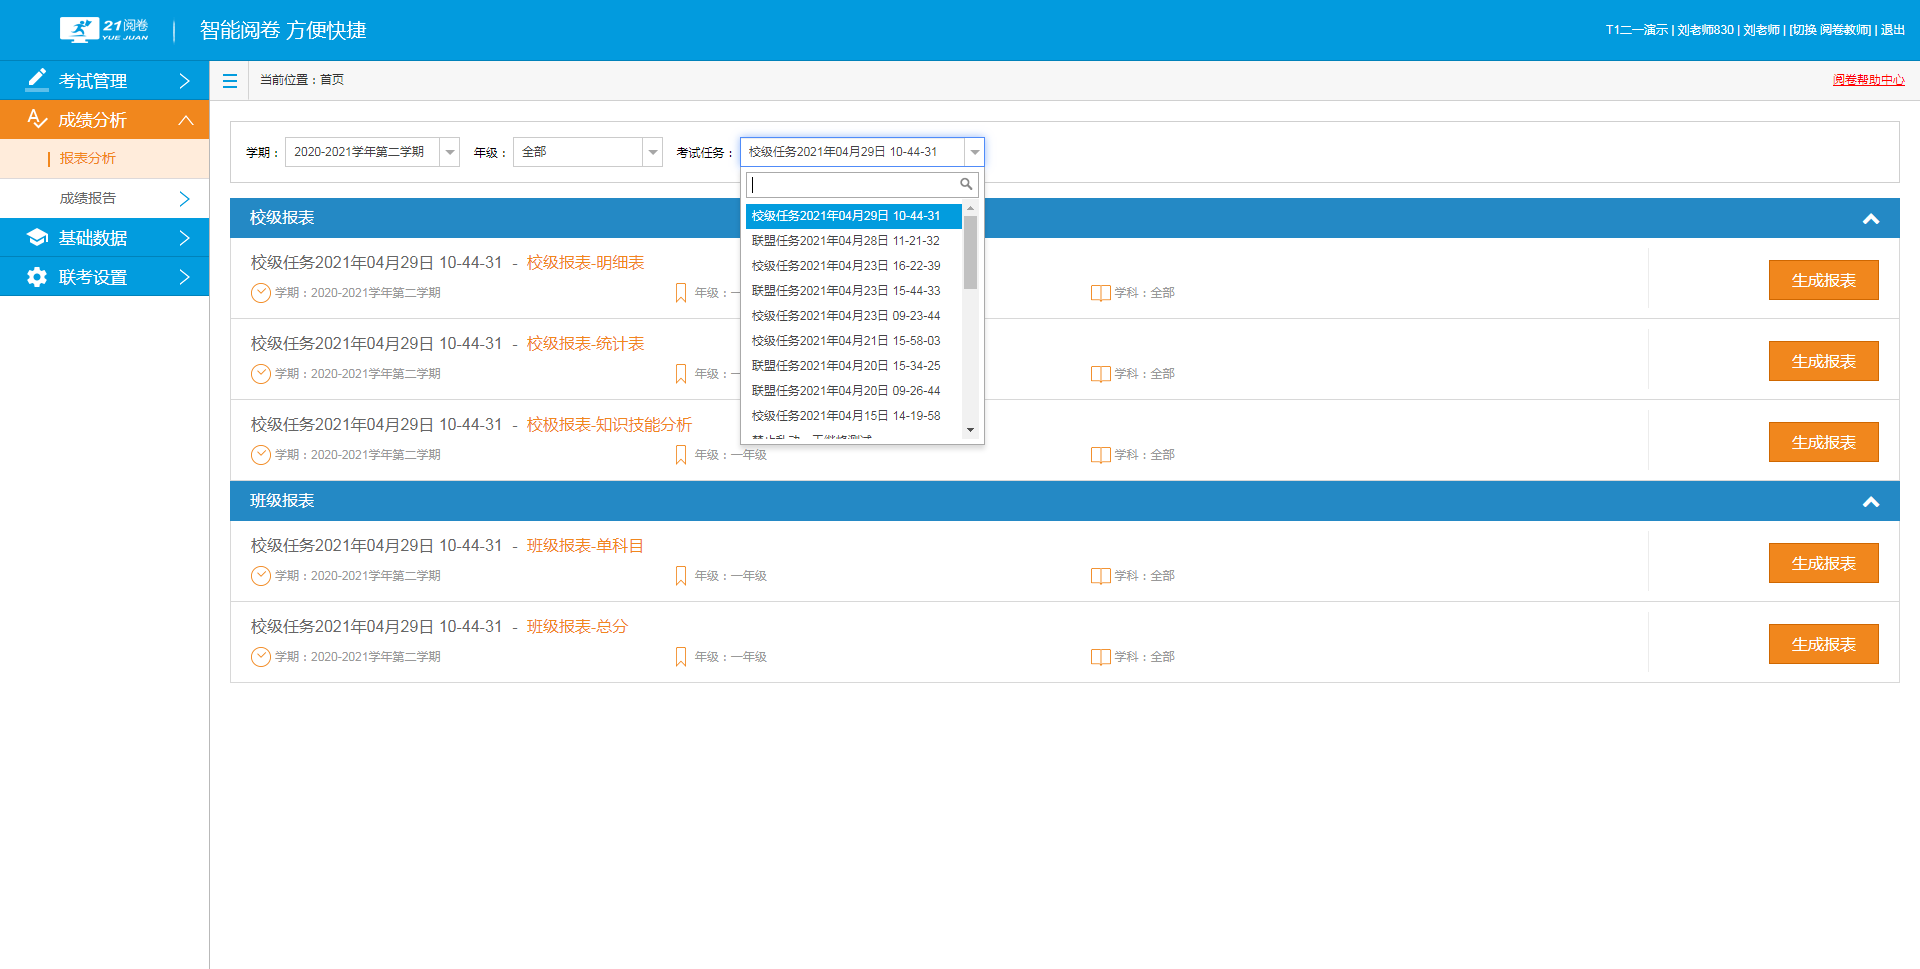 21阅卷
YUE JUAN
智能阅卷 方便快捷
T1二一演示 | 刘老师830 | 刘老师 | [切换 阅卷教师] | 退出
考试管理
成绩分析
报表分析
成绩报告
基础数据
联考设置
当前位置：首页
阅卷帮助中心
学期： 2020-2021学年第二学期 年级： 全部 考试任务： 校级任务2021年04月29日 10-44-31
校级任务2021年04月29日 10-44-31
联盟任务2021年04月28日 11-21-32
校级任务2021年04月23日 16-22-39
联盟任务2021年04月23日 15-44-33
校级任务2021年04月23日 09-23-44
校级任务2021年04月21日 15-58-03
联盟任务2021年04月20日 15-34-25
联盟任务2021年04月20日 09-26-44
校级任务2021年04月15日 14-19-58
校级报表
校级任务2021年04月29日 10-44-31 - 校级报表-明细表
学期：2020-2021学年第二学期 年级：一 学科：全部
生成报表
校级任务2021年04月29日 10-44-31 - 校级报表-统计表
学期：2020-2021学年第二学期 年级：一 学科：全部
生成报表
校级任务2021年04月29日 10-44-31 - 校极报表-知识技能分析
学期：2020-2021学年第二学期 年级：一年级 学科：全部
生成报表
班级报表
校级任务2021年04月29日 10-44-31 - 班级报表-单科目
学期：2020-2021学年第二学期 年级：一年级 学科：全部
生成报表
校级任务2021年04月29日 10-44-31 - 班级报表-总分
学期：2020-2021学年第二学期 年级：一年级 学科：全部
生成报表